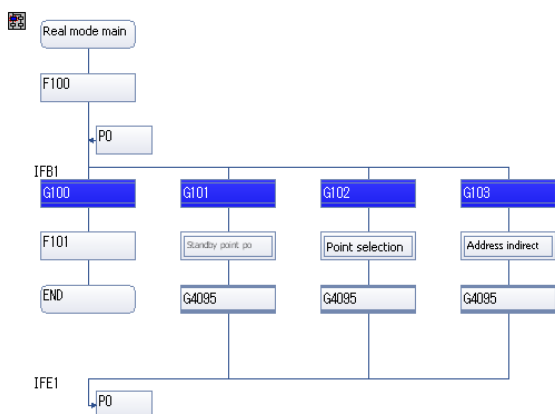 Real mode main
F100
P0
IFB1
G100 G101 G102 G103
F101 Standby point po Point selection Address indirect
END G4095 G4095 G4095
IFE1
P0